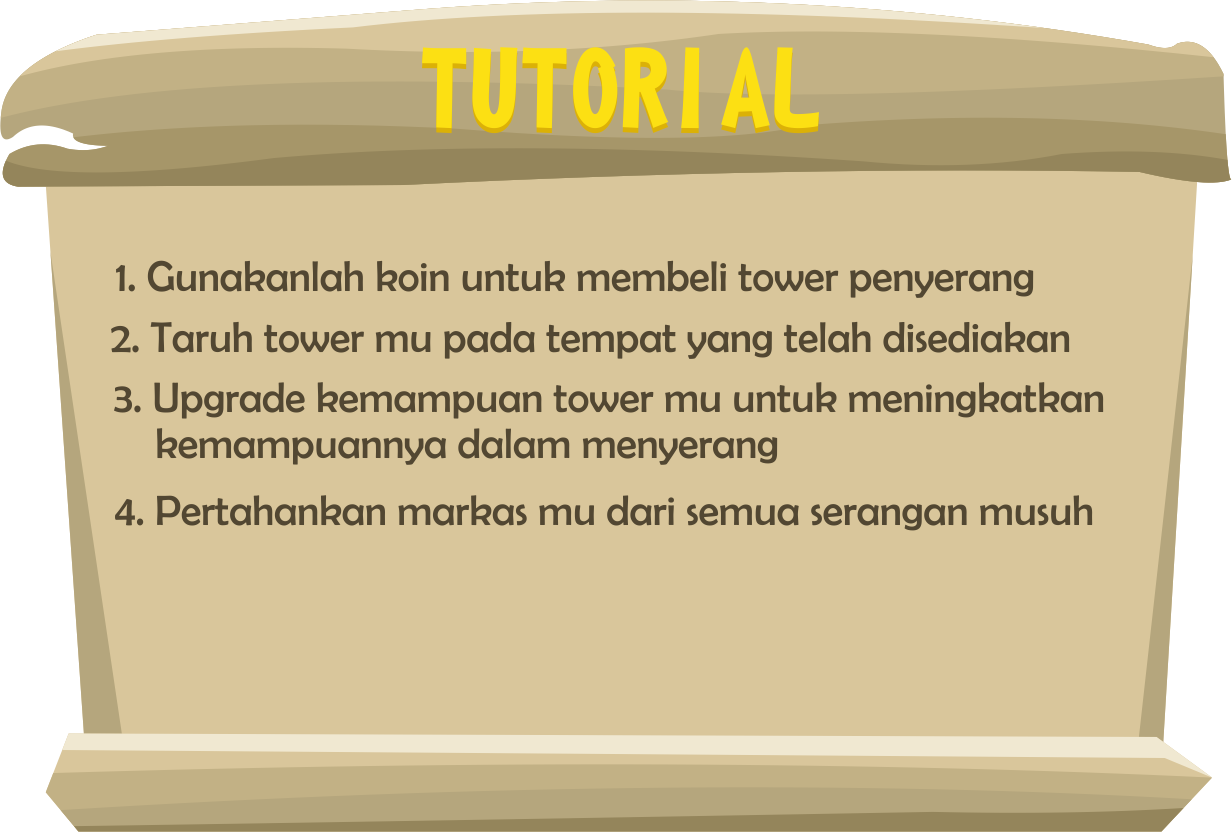 TUTORIAL
1. Gunakanlah koin untuk membeli tower penyerang
2. Taruh tower mu pada tempat yang telah disediakan
3. Upgrade kemampuan tower mu untuk meningkatkan
kemampuannya dalam menyerang
4. Pertahankan markas mu dari semua serangan musuh